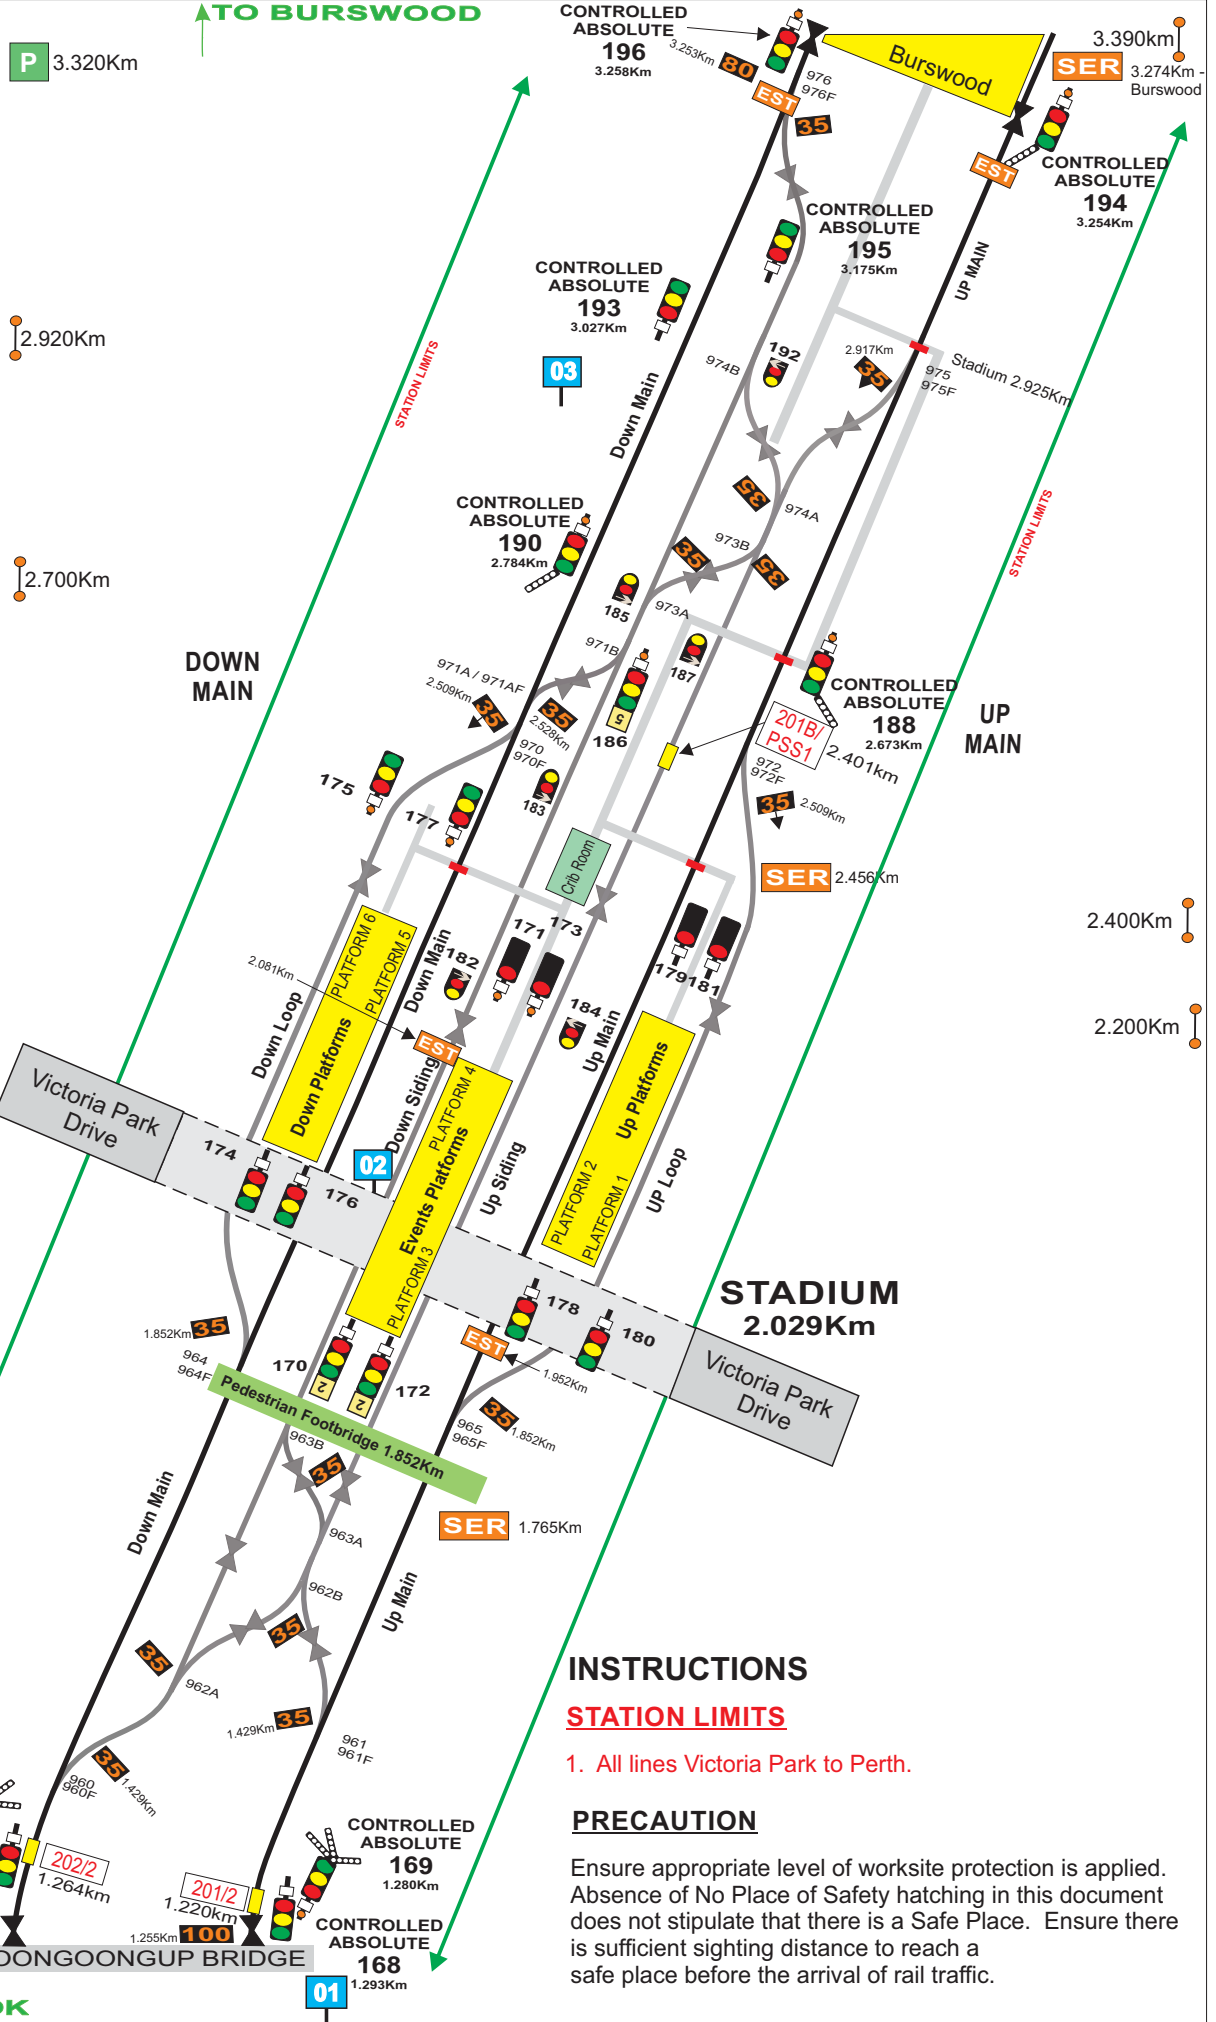 TO BURSWOOD
P 3.320Km
CONTROLLED
ABSOLUTE
196
3.258Km
3.253Km
80
EST
976
976F
35
Burswood
3.390km
SER
3.274Km -
Burswood
EST
CONTROLLED
ABSOLUTE
194
3.254Km
CONTROLLED
ABSOLUTE
195
3.175Km
UP MAIN
CONTROLLED
ABSOLUTE
193
3.027Km
2.920Km
STATION LIMITS
03
Down Main
974B
192
2.917Km
35
975
975F
Stadium 2.925Km
35
974A
CONTROLLED
ABSOLUTE
190
2.784Km
973B
35
35
STATION LIMITS
2.700Km
185
973A
971B
187
DOWN
MAIN
971A / 971AF
2.509Km
35
35
2.528Km
5
186
CONTROLLED
ABSOLUTE
188
2.673Km
UP
MAIN
201B/
PSS1
2.401km
970
970F
972
972F
35
2.509Km
175
177
183
Crib Room
SER
2.456Km
2.400Km
PLATFORM 6
PLATFORM 5
Down Main
182
171
173
179
181
2.081Km
184
2.200Km
Down Loop
Down Platforms
EST
Up Main
Up Platforms
Down Siding
PLATFORM 4
Victoria Park
Drive
174
02
176
Events Platforms
Up Siding
PLATFORM 2
PLATFORM 1
UP Loop
PLATFORM 3
STADIUM
2.029Km
178
180
1.852Km
35
964
964F
170
2
2
172
EST
1.952Km
Victoria Park
Drive
Pedestrian Footbridge 1.852Km
963B
35
965
965F
35
1.852Km
Down Main
SER
1.765Km
963A
962B
Up Main
35
35
962A
INSTRUCTIONS
STATION LIMITS
1. All lines Victoria Park to Perth.
1.429Km
35
961
961F
35
1.429Km
960
960F
PRECAUTION
Ensure appropriate level of worksite protection is applied.
Absence of No Place of Safety hatching in this document
does not stipulate that there is a Safe Place. Ensure there
is sufficient sighting distance to reach a
safe place before the arrival of rail traffic.
CONTROLLED
ABSOLUTE
169
1.280Km
202/2
1.264km
201/2
1.220km
1.255Km
100
CONTROLLED
ABSOLUTE
168
1.293Km
OONGOONGUP BRIDGE
01
OK